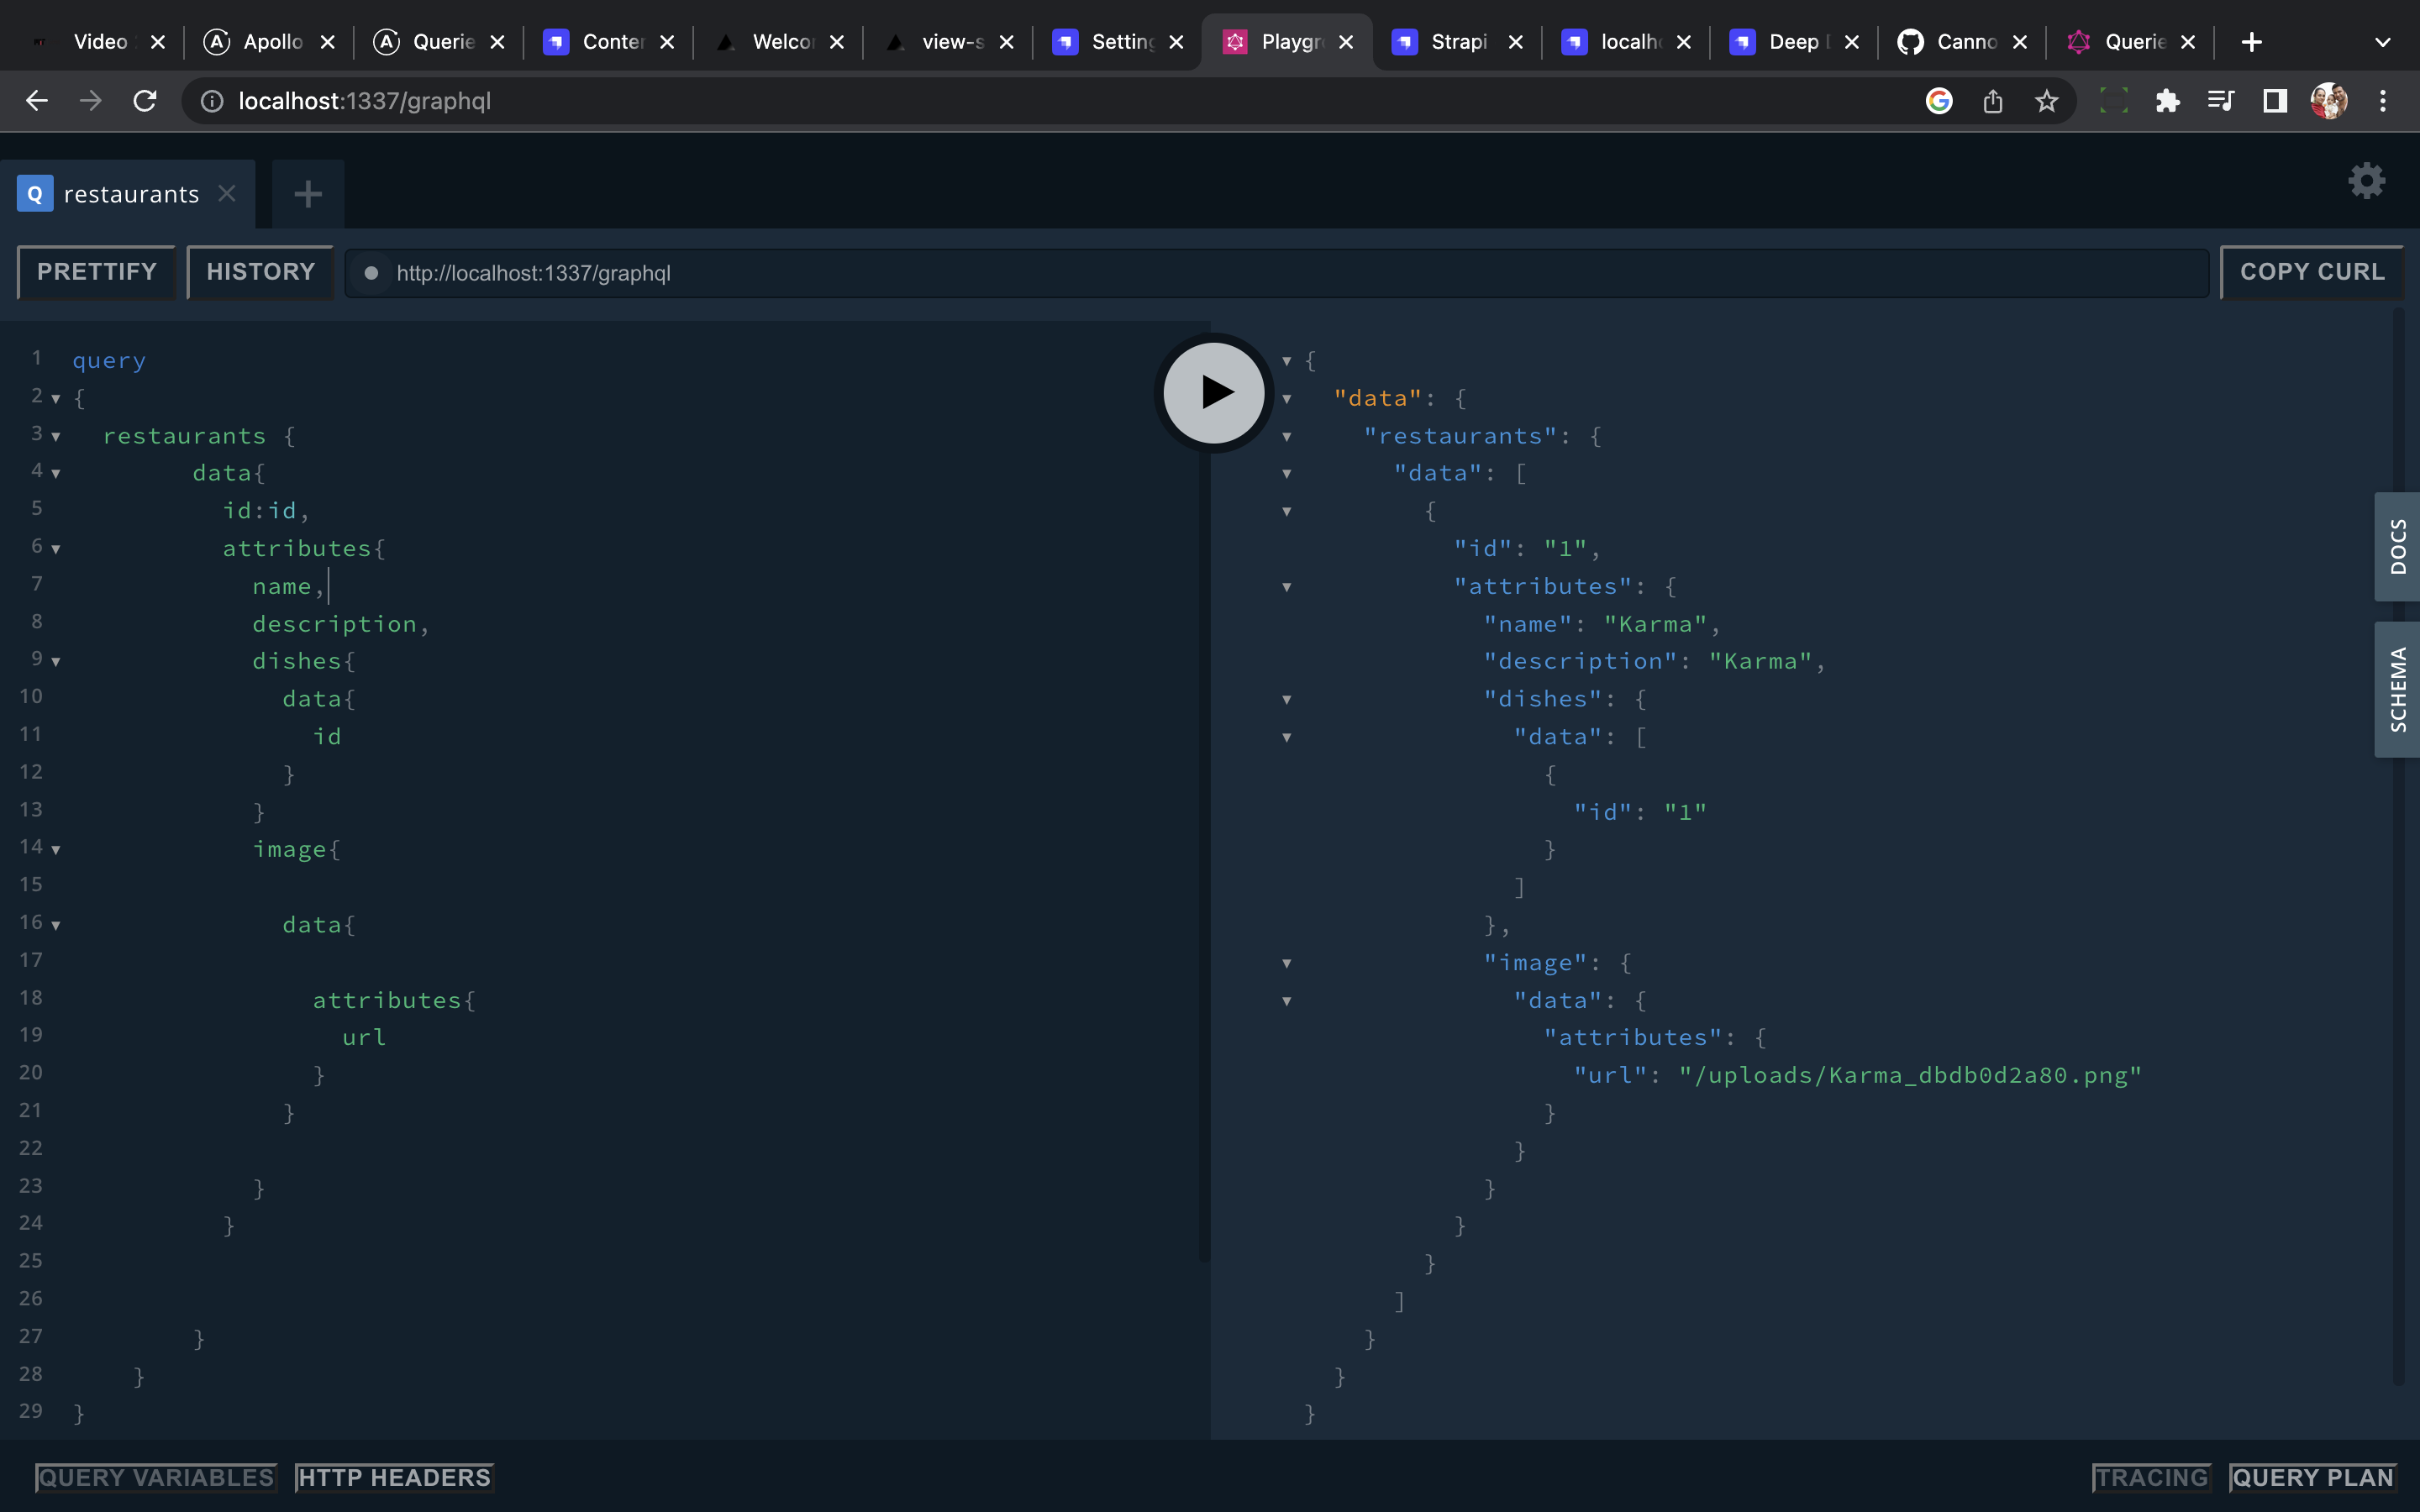 Video
Apollo
Querie
Conter
Welcor
view-s
Setting
Playgr
Strapi
localh
Deep
Canno
Querie
localhost:1337/graphql
Q restaurants
PRETTIFY
HISTORY
http://localhost:1337/graphql
COPY CURL
1 query
2 {
3 restaurants {
4 data{
5 id:id,
6 attributes{
7 name,
8 description,
9 dishes{
10 data{
11 id
12 }
13 }
14 image{
15
16 data{
17
18 attributes{
19 url
20 }
21 }
22
23 }
24 }
25
26
27 }
28 }
29 }
{
"data": {
"restaurants": {
"data": [
{
"id": "1",
"attributes": {
"name": "Karma",
"description": "Karma",
"dishes": {
"data": [
{
"id": "1"
}
]
},
"image": {
"data": {
"attributes": {
"url": "/uploads/Karma_dbdb0d2a80.png"
}
}
}
}
}
]
}
}
}
DOCS
SCHEMA
QUERY VARIABLES
HTTP HEADERS
TRACING
QUERY PLAN